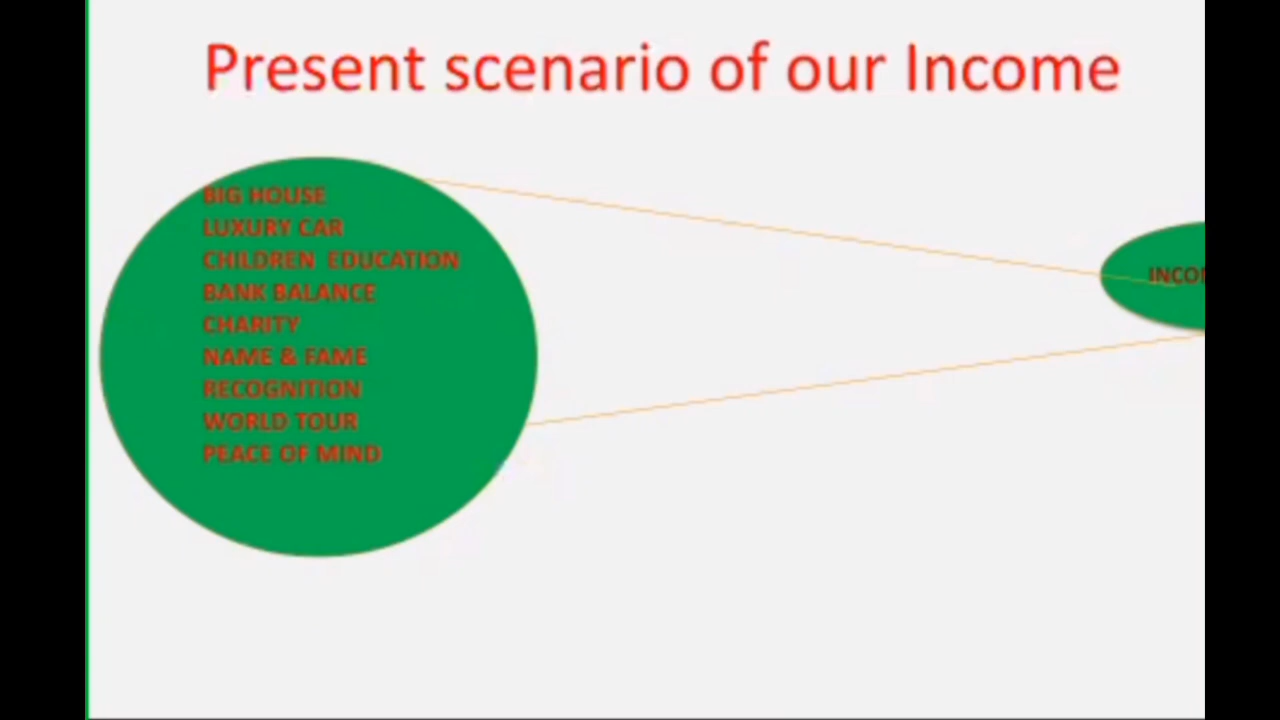 Present scenario of our Income
BIG HOUSE
LUXURY CAR
CHILDREN EDUCATION
BANK BALANCE
CHARITY
NAME & FAME
RECOGNITION
WORLD TOUR
PEACE OF MIND